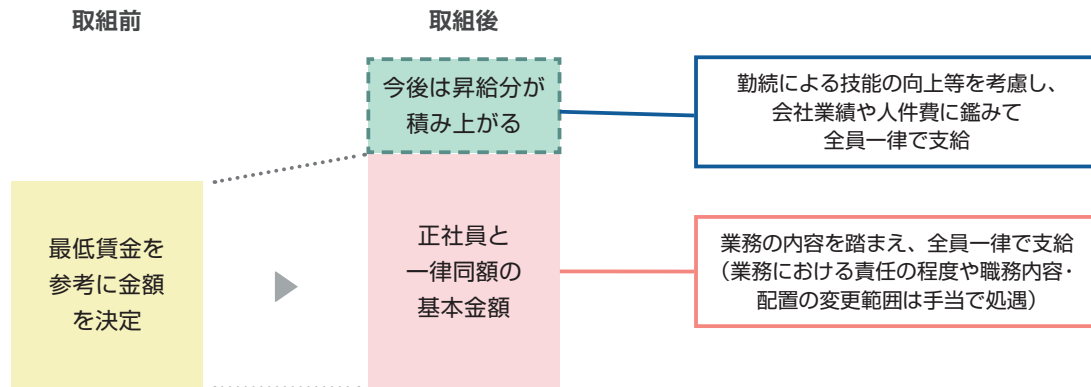 取組前
取組後
今後は昇給分が
積み上がる
勤続による技能の向上等を考慮し、
会社業績や人件費に鑑みて
全員一律で支給
最低賃金を
参考に金額
を決定
正社員と
一律同額の
基本金額
業務の内容を踏まえ、全員一律で支給
（業務における責任の程度や職務内容・
配置の変更範囲は手当で処遇）